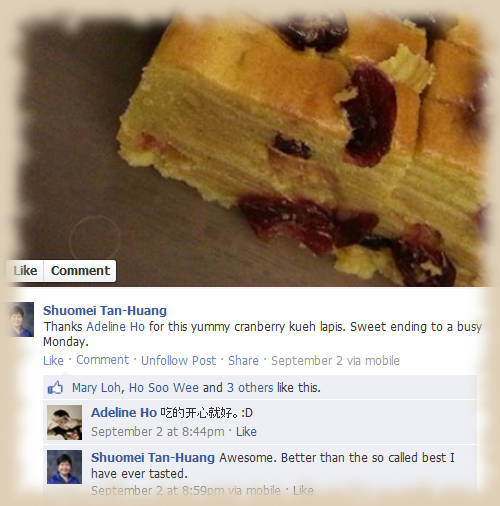 Like Comment
Shuomei Tan-Huang
Thanks Adeline Ho for this yummy cranberry kueh lapis. Sweet ending to a busy
Monday.
Like · Comment · Unfollow Post · Share · September 2 via mobile
Mary Loh, Ho Soo Wee and 3 others like this.
Adeline Ho 吃的开心就好。:D
September 2 at 8:44pm · Like
Shuomei Tan-Huang Awesome. Better than the so called best I
have ever tasted.
September 2 at 8:59pm via mobile · Like